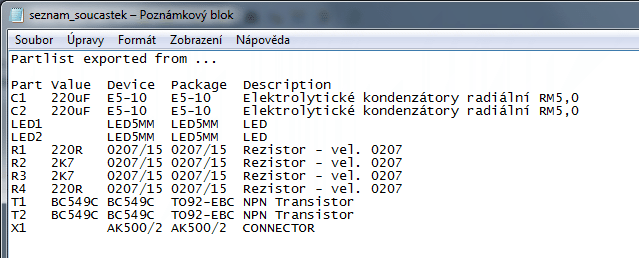 seznam_soucastek – Poznámkový blok
Soubor Úpravy Formát Zobrazení Nápověda
Partlist exported from ...
Part Value Device Package Description
C1 220uF E5-10 E5-10 Elektrolytické kondenzátory radiální RM5,0
C2 220uF E5-10 E5-10 Elektrolytické kondenzátory radiální RM5,0
LED1 LED5MM LED5MM LED
LED2 LED5MM LED5MM LED
R1 220R 0207/15 0207/15 Rezistor - vel. 0207
R2 2K7 0207/15 0207/15 Rezistor - vel. 0207
R3 2K7 0207/15 0207/15 Rezistor - vel. 0207
R4 220R 0207/15 0207/15 Rezistor - vel. 0207
T1 BC549C BC549C TO92-EBC NPN Transistor
T2 BC549C BC549C TO92-EBC NPN Transistor
X1 AK500/2 AK500/2 CONNECTOR